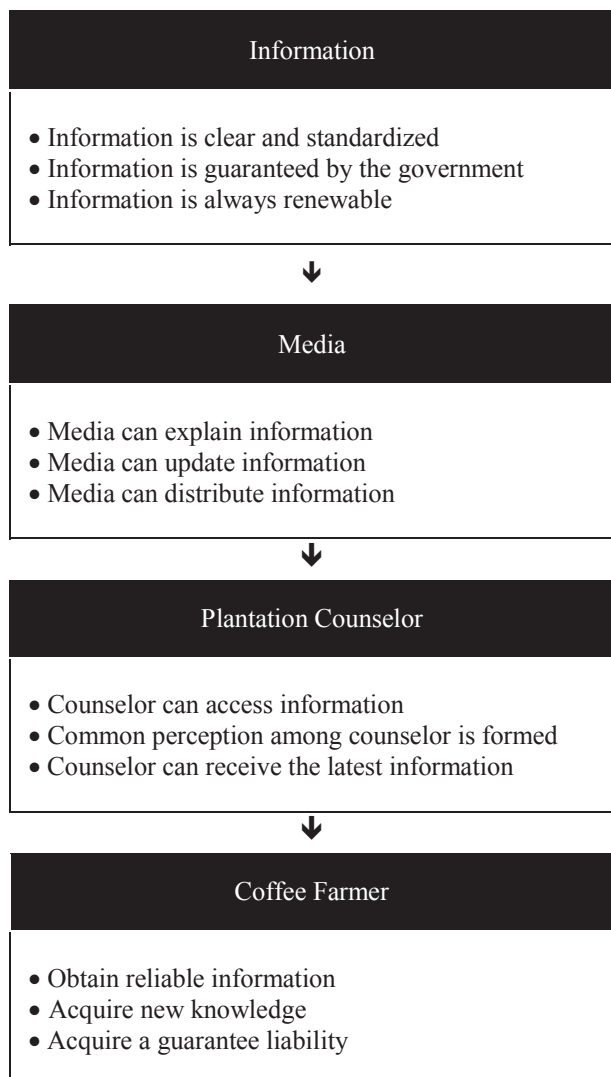 Information
• Information is clear and standardized
• Information is guaranteed by the government
• Information is always renewable
Media
• Media can explain information
• Media can update information
• Media can distribute information
Plantation Counselor
• Counselor can access information
• Common perception among counselor is formed
• Counselor can receive the latest information
Coffee Farmer
• Obtain reliable information
• Acquire new knowledge
• Acquire a guarantee liability